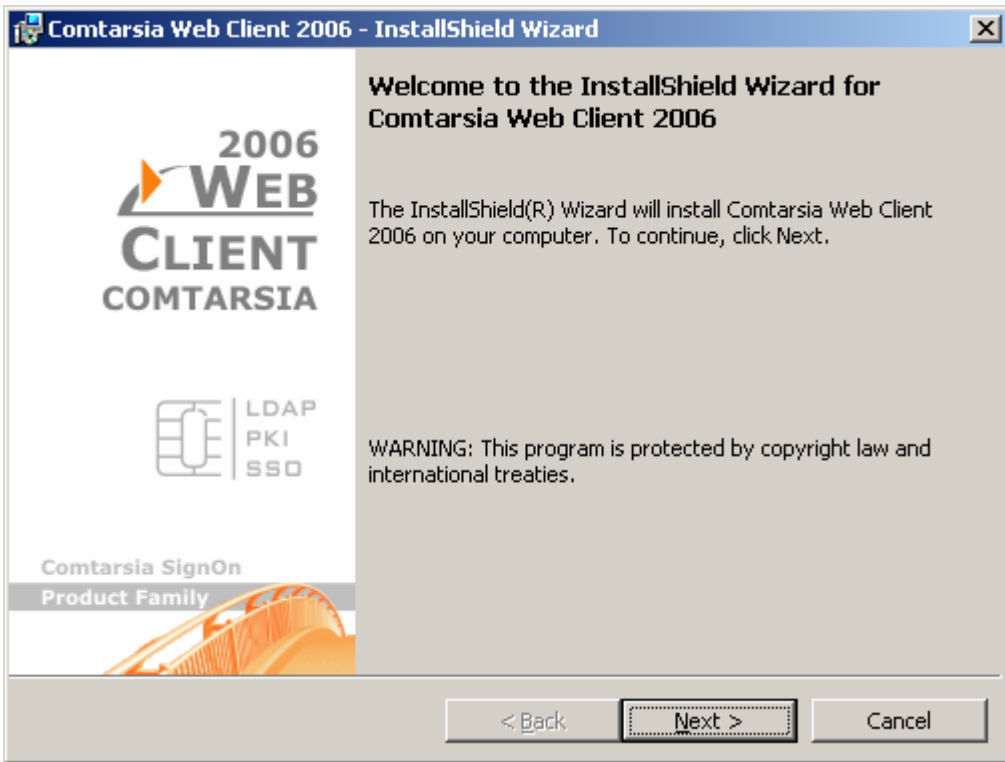 Comtarsia Web Client 2006 - InstallShield Wizard
2006
WEB
CLIENT
COMTARSIA
LDAP
PKI
SSO
Comtarsia SignOn
Product Family
Welcome to the InstallShield Wizard for
Comtarsia Web Client 2006
The InstallShield(R) Wizard will install Comtarsia Web Client
2006 on your computer. To continue, click Next.
WARNING: This program is protected by copyright law and
international treaties.
< Back
Next >
Cancel